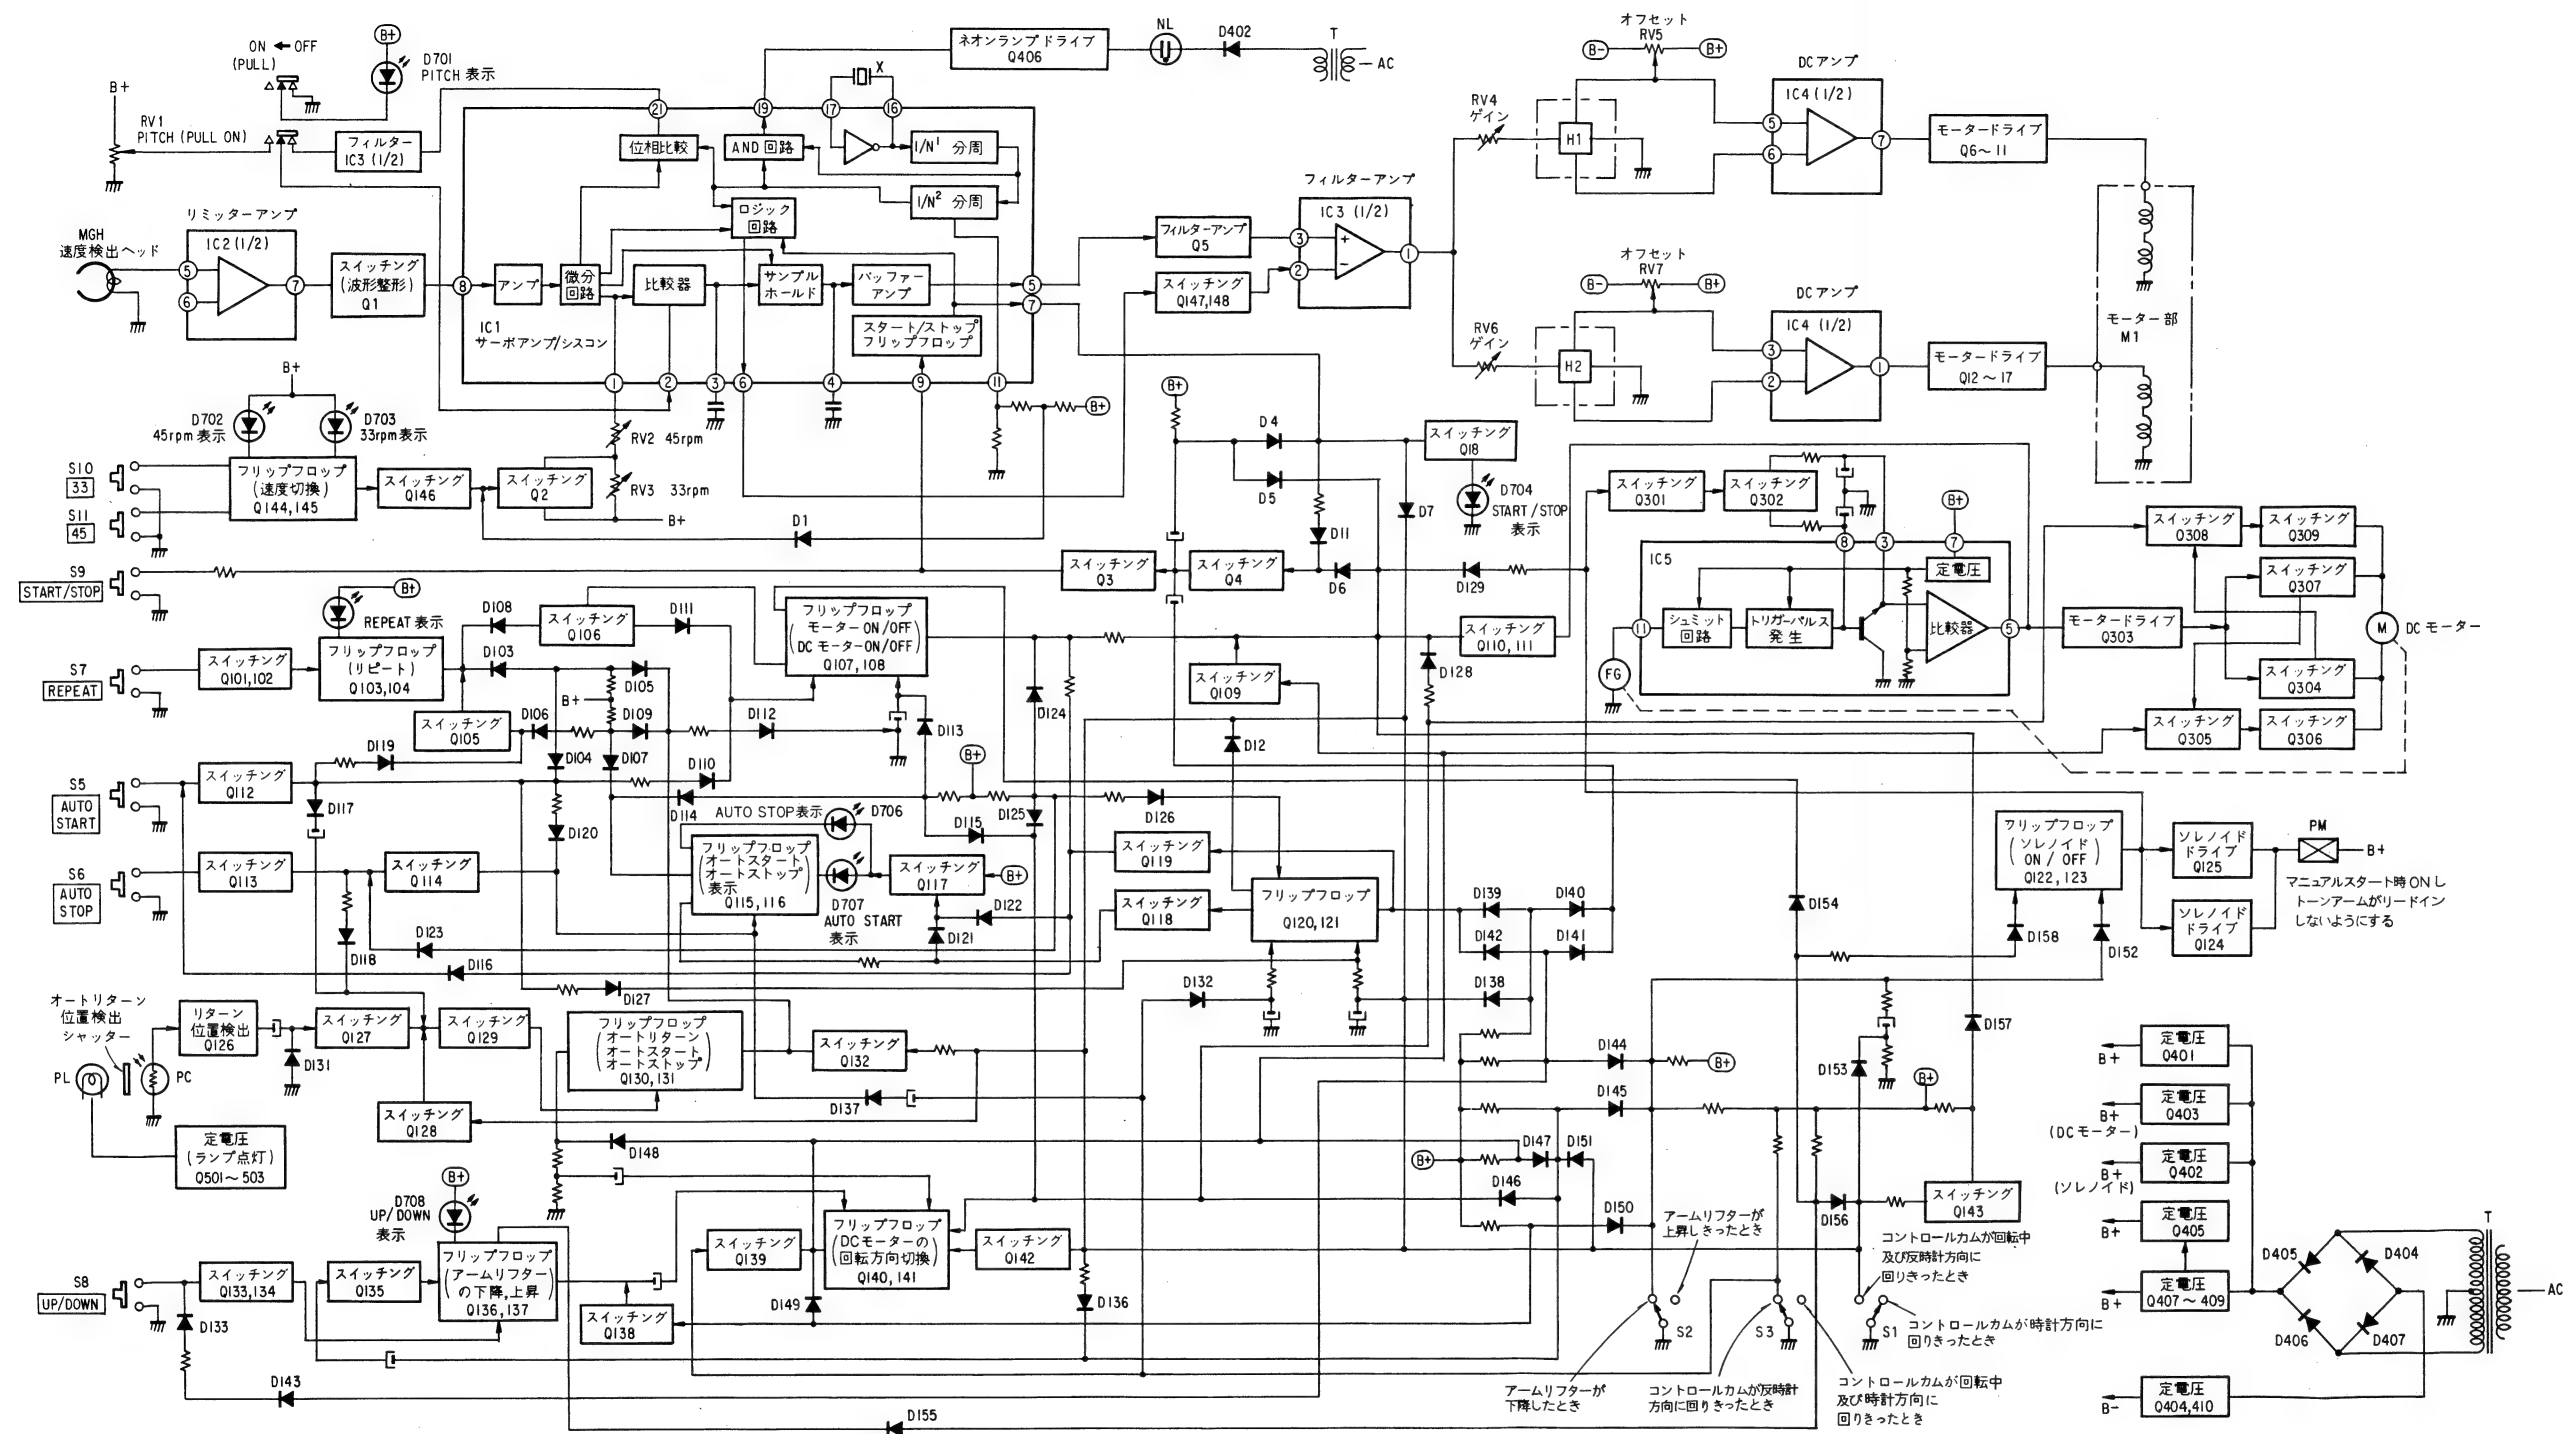 ON ← OFF
(PULL)
B+
D701
PITCH 表示
B+
RV1
PITCH (PULL ON)
フィルター
IC3 (1/2)
ネオンランプ ドライブ
Q406
NL
D402
T
AC
X
21
19
17
16
位相比較
AND 回路
1/N¹ 分周
1/N² 分周
ロジック
回路
リミッターアンプ
MGH
速度検出ヘッド
IC2 (1/2)
5
6
7
スイッチング
(波形整形)
Q1
8
アンプ
微分
回路
比較器
サンプル
ホールド
バッファー
アンプ
5
7
スタート/ストップ
フリップフロップ
IC1
サーボアンプ/シスコン
1
2
3
6
4
9
11
B+
フィルターアンプ
Q5
スイッチング
Q147,148
フィルターアンプ
IC3 (1/2)
3
2
+
−
1
オフセット
RV5
B-
B+
RV4
ゲイン
H1
DCアンプ
IC4 (1/2)
5
6
7
モータードライブ
Q6〜11
オフセット
RV7
B-
B+
RV6
ゲイン
H2
DCアンプ
IC4 (1/2)
3
2
1
モータードライブ
Q12〜17
モーター部
M1
B+
D702
45rpm 表示
D703
33rpm表示
S10
33
S11
45
フリップフロップ
(速度切換)
Q144,145
スイッチング
Q146
スイッチング
Q2
RV2 45rpm
RV3 33rpm
B+
D1
B+
D4
D5
D11
D7
スイッチング
Q18
D704
START/STOP
表示
スイッチング
Q301
スイッチング
Q302
B+
8
3
7
IC5
定電圧
11
シュミット
回路
トリガーパルス
発生
比較器
5
FG
モータードライブ
Q303
スイッチング
Q308
スイッチング
Q309
スイッチング
Q307
スイッチング
Q304
スイッチング
Q305
スイッチング
Q306
M
DCモーター
S9
START/STOP
スイッチング
Q3
スイッチング
Q4
D6
D129
B+
REPEAT 表示
S7
REPEAT
スイッチング
Q101,102
フリップフロップ
(リピート)
Q103,104
D108
スイッチング
Q106
D111
D103
D105
B+
スイッチング
Q105
D106
D109
D112
D104
D107
D110
フリップフロップ
モーターON/OFF
DCモーターON/OFF
Q107,108
D113
D124
スイッチング
Q109
スイッチング
Q110,111
D128
D12
D119
S5
AUTO
START
スイッチング
Q112
D117
D120
D114
B+
D115
D125
D126
AUTO STOP表示
D706
フリップフロップ
オートスタート
オートストップ
表示
Q115,116
D707
AUTO START
表示
スイッチング
Q117
B+
D122
D121
スイッチング
Q119
スイッチング
Q118
フリップフロップ
Q120,121
S6
AUTO
STOP
スイッチング
Q113
スイッチング
Q114
D118
D123
D116
D127
D132
D139
D140
D142
D141
D138
D154
フリップフロップ
ソレノイド
ON / OFF
Q122,123
ソレノイド
ドライブ
Q125
ソレノイド
ドライブ
Q124
PM
B+
マニュアルスタート時ONし
トーンアームがリードイン
しないようにする
D158
D152
D157
オートリターン
位置検出
シャッター
PL
PC
リターン
位置検出
Q126
D131
スイッチング
Q127
スイッチング
Q129
スイッチング
Q128
定電圧
(ランプ点灯)
Q501〜503
フリップフロップ
オートリターン
オートスタート
オートストップ
Q130,131
スイッチング
Q132
D137
D148
D144
B+
D145
B+
D147
D151
D146
D150
D153
B+
D156
スイッチング
Q143
B+
D708
UP/DOWN
表示
S8
UP/DOWN
スイッチング
Q133,134
スイッチング
Q135
フリップフロップ
アームリフター
の下降,上昇
Q136,137
D133
D143
スイッチング
Q138
スイッチング
Q139
D149
フリップフロップ
DCモーターの
回転方向切換
Q140,141
スイッチング
Q142
D136
D155
アームリフターが
上昇しきったとき
S2
S3
S1
アームリフターが
下降したとき
コントロールカムが反時計
方向に回りきったとき
コントロールカムが回転中
及び時計方向に
回りきったとき
コントロールカムが回転中
及び反時計方向に
回りきったとき
コントロールカムが時計方向に
回りきったとき
定電圧
Q401
B+
定電圧
Q403
B+
(DCモーター)
定電圧
Q402
B+
(ソレノイド)
定電圧
Q405
B+
定電圧
Q407〜409
B+
定電圧
Q404,410
B-
D405
D404
D406
D407
T
AC